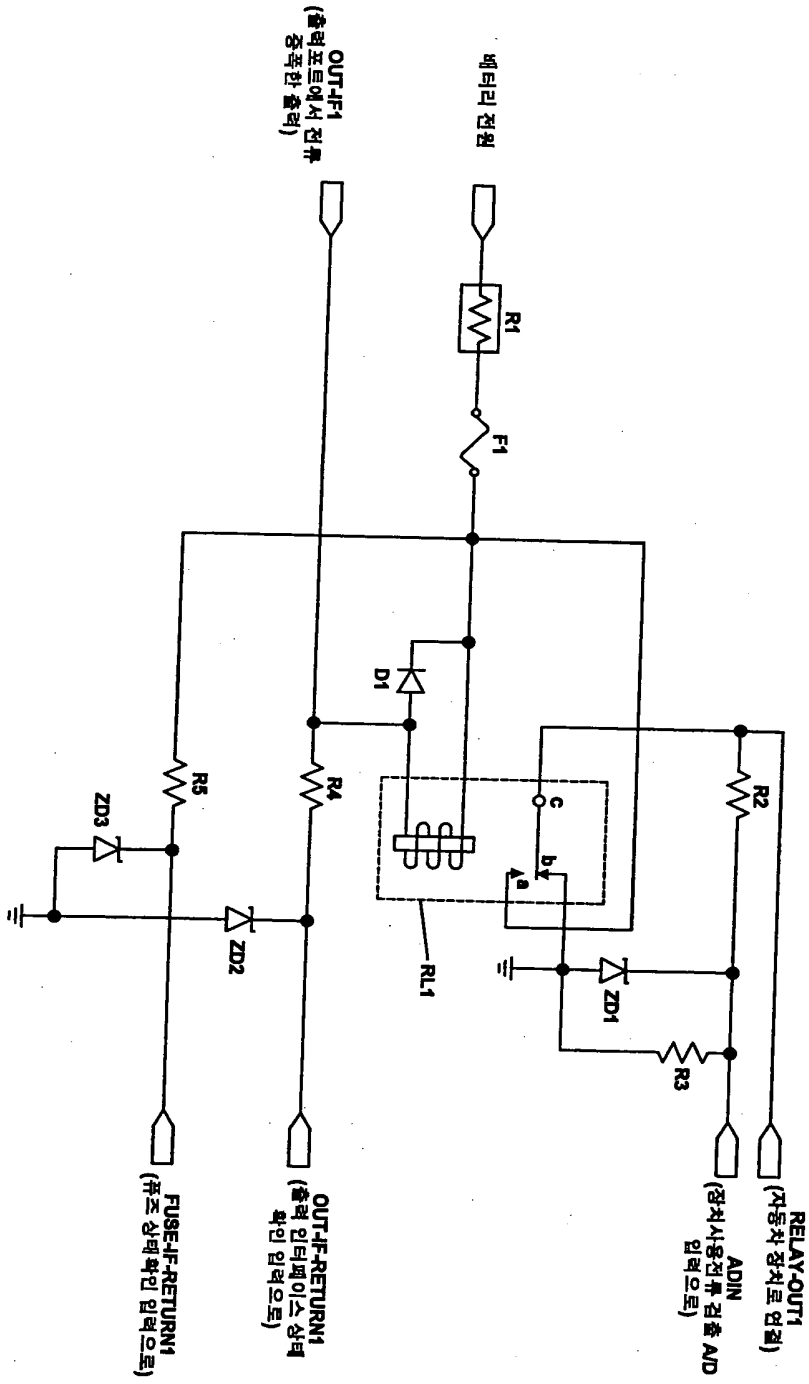 RELAY-OUT1
(자동차 장치로 연결)
R2
ADIN
(장치사용전류 검출 A/D
입력으로)
R3
ZD1
c
b
a
R1
F1
배터리 전원
RL1
D1
OUT-IF1
(출력포트에서 전류
증폭한 출력)
R4
OUT-IF-RETURN1
(출력 인터페이스 상태
확인 입력으로)
ZD2
R5
ZD3
FUSE-IF-RETURN1
(퓨즈 상태확인 입력으로)